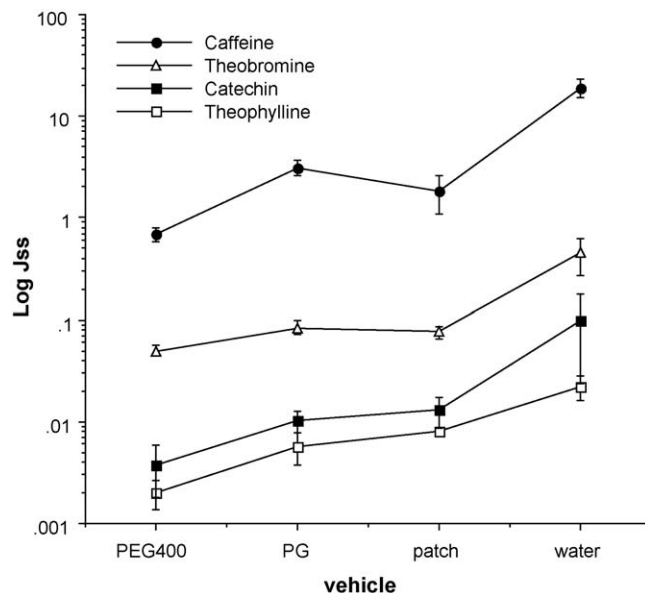 100
10
1
.1
.01
.001
Log Jss
Caffeine
Theobromine
Catechin
Theophylline
PEG400
PG
patch
water
vehicle